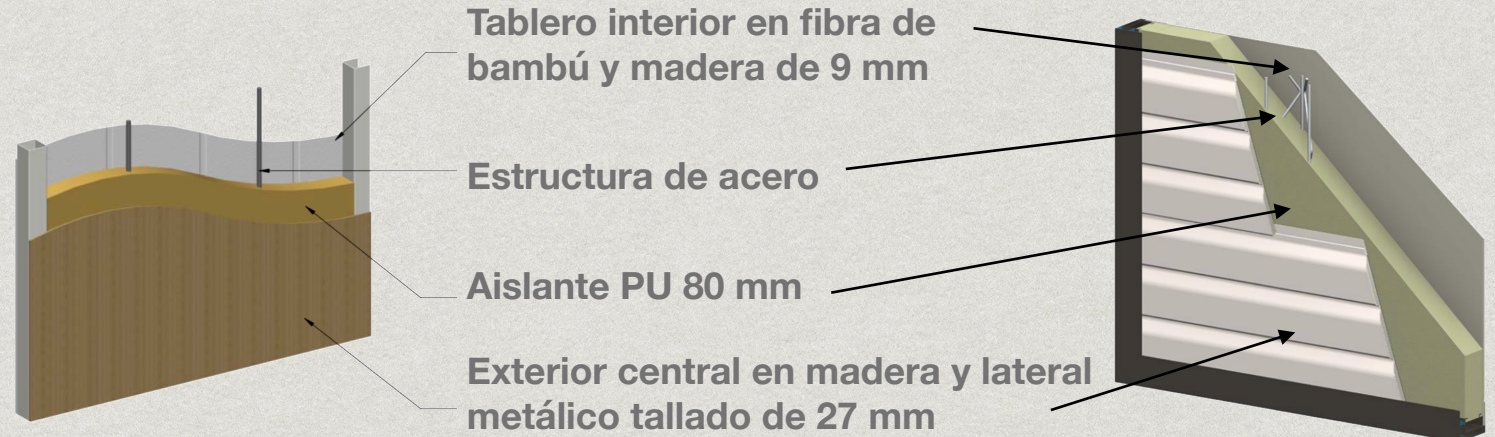 Tablero interior en fibra de
bambú y madera de 9 mm
Estructura de acero
Aislante PU 80 mm
Exterior central en madera y lateral
metálico tallado de 27 mm